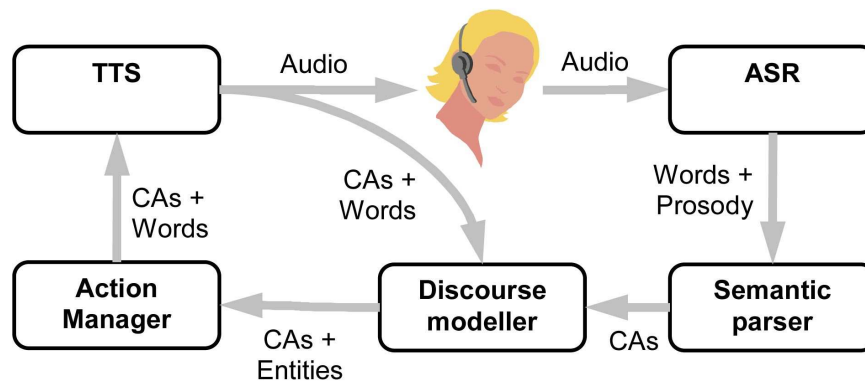 TTS
Audio
Audio
ASR
CAs +
Words
Words +
Prosody
CAs +
Words
Action
Manager
Discourse
modeller
Semantic
parser
CAs +
Entities
CAs